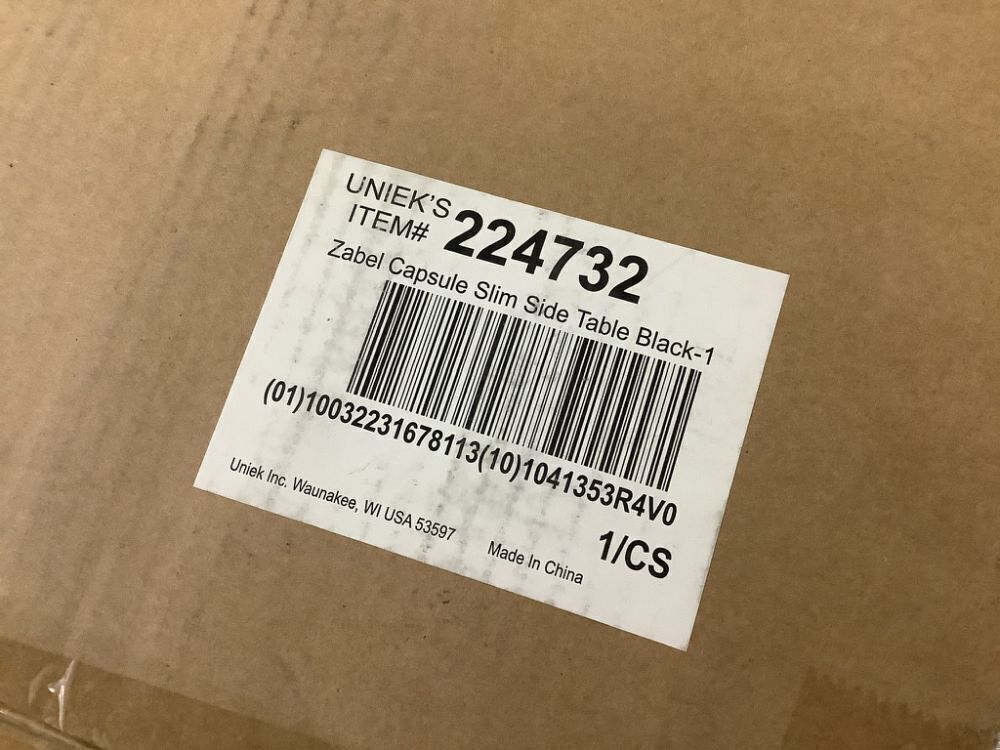 UNIEK'S
ITEM# 224732
Zabel Capsule Slim Side Table Black-1
(01)10032231678113(10)1041353R4V0
Uniek Inc. Waunakee, WI USA 53597
Made In China
1/CS